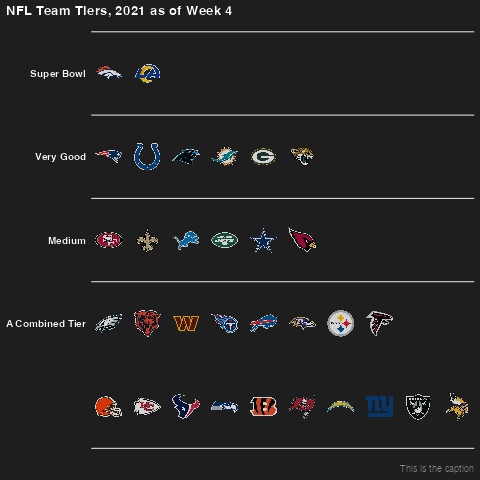 NFL Team Tiers, 2021 as of Week 4
Super Bowl
Very Good
Medium
A Combined Tier
This is the caption